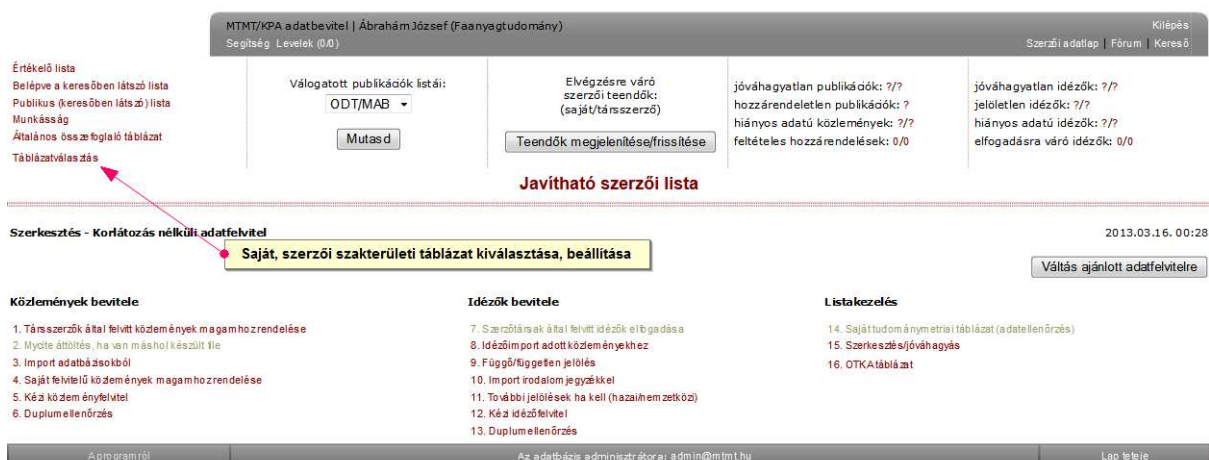 MTMT/KPA adatbevitel | Ábrahám József (Faanyagtudomány)
Kilépés
Segítség Levelek (0/0)
Szerzői adatlap | Fórum | Kereső
Értékelő lista
Belépve a keresőben látszó lista
Publikus (keresőben látszó) lista
Munkásság
Általános összefoglaló táblázat
Táblázatválasztás
Válogatott publikációk listái:
ODT/MAB
Mutasd
Elvégzésre váró
szerzői teendők:
(saját/társszerző)
Teendők megjelenítése/frissítése
jóváhagyatlan publikációk: ?/?
hozzárendeletlen publikációk: ?
hiányos adatú közlemények: ?/?
feltételes hozzárendelések: 0/0
jóváhagyatlan idézők: ?/?
jelöletlen idézők: ?/?
hiányos adatú idézők: ?/?
elfogadásra váró idézők: 0/0
Javítható szerzői lista
Szerkesztés - Korlátozás nélküli adatfelvitel
2013.03.16. 00:28
Saját, szerzői szakterületi táblázat kiválasztása, beállítása
Váltás ajánlott adatfelvitelre
Közlemények bevitele
1. Társszerzők által felvitt közlemények magamhoz rendelése
2. Mycite áttöltés, ha van máshol készült file
3. Import adatbázisokból
4. Saját felvitelű közlemények magamhoz rendelése
5. Kézi közleményfelvitel
6. Duplumellenőrzés
Idézők bevitele
7. Szerzőtársak által felvitt idézők elfogadása
8. Idézőimport adott közleményekhez
9. Függő/független jelölés
10. Import irodalomjegyzékkel
11. További jelölések ha kell (hazai/nemzetközi)
12. Kézi idézőfelvitel
13. Duplumellenőrzés
Listakezelés
14. Saját tudománymetriai táblázat (adatellenőrzés)
15. Szerkesztés/jóváhagyás
16. OTKA táblázat
A programról
Az adatbázis adminisztrátora: admin@mtmt.hu
Lap teteje